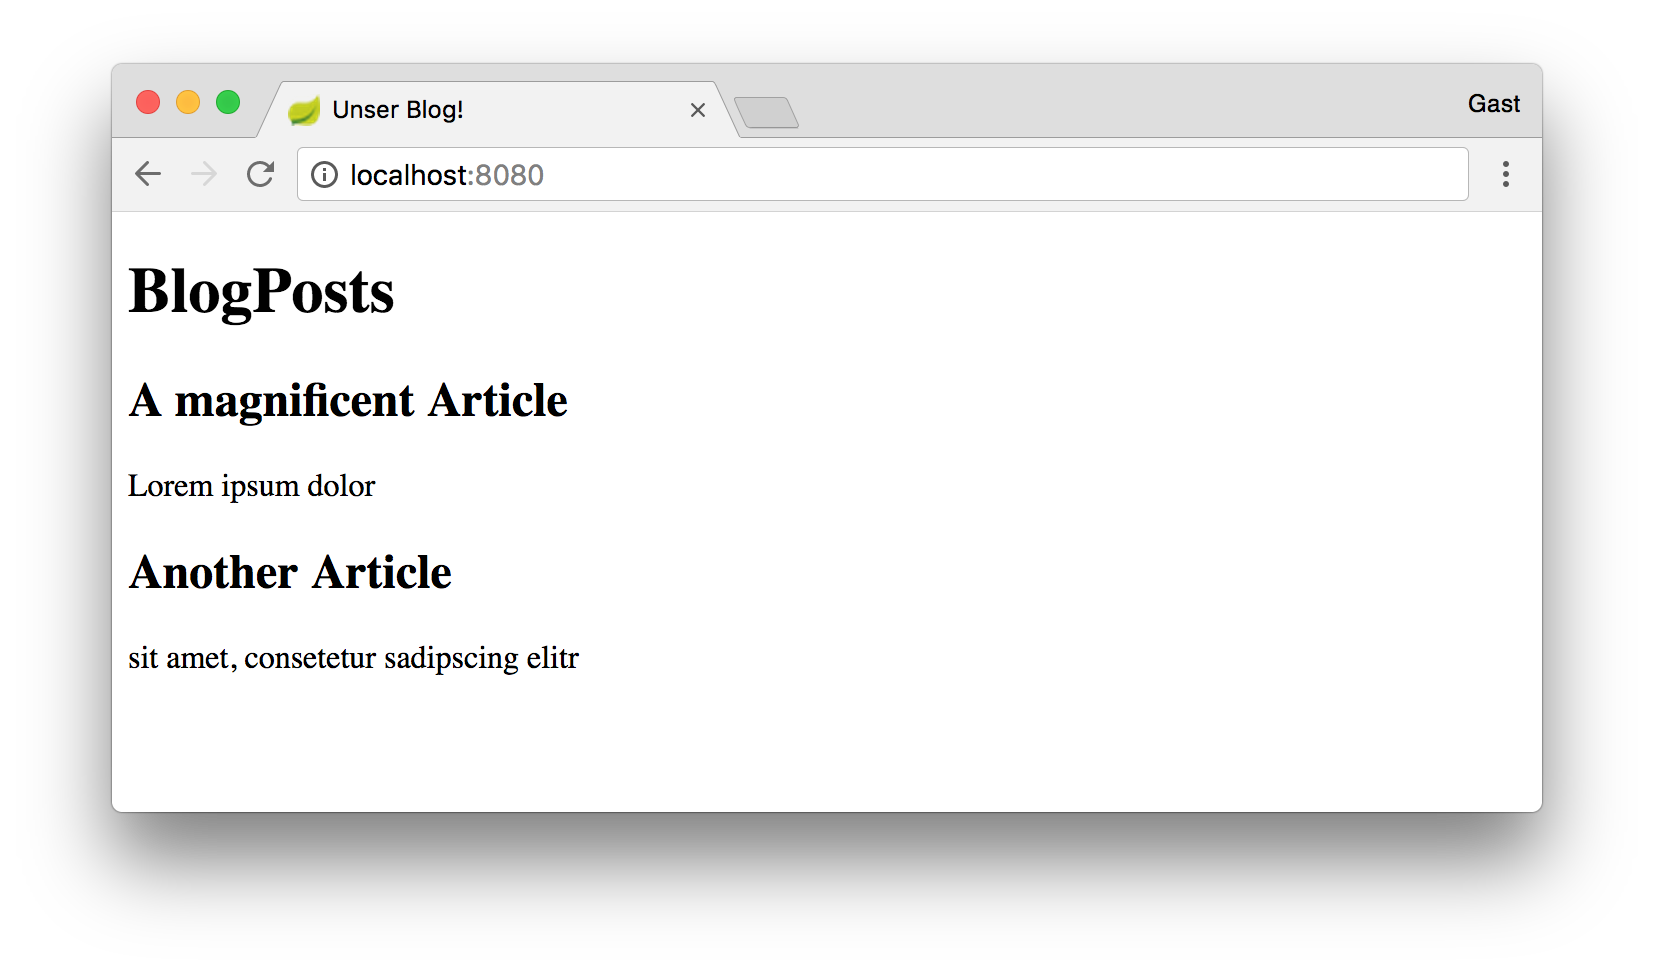 Unser Blog!
Gast
localhost:8080
BlogPosts
A magnificent Article
Lorem ipsum dolor
Another Article
sit amet, consetetur sadipscing elitr